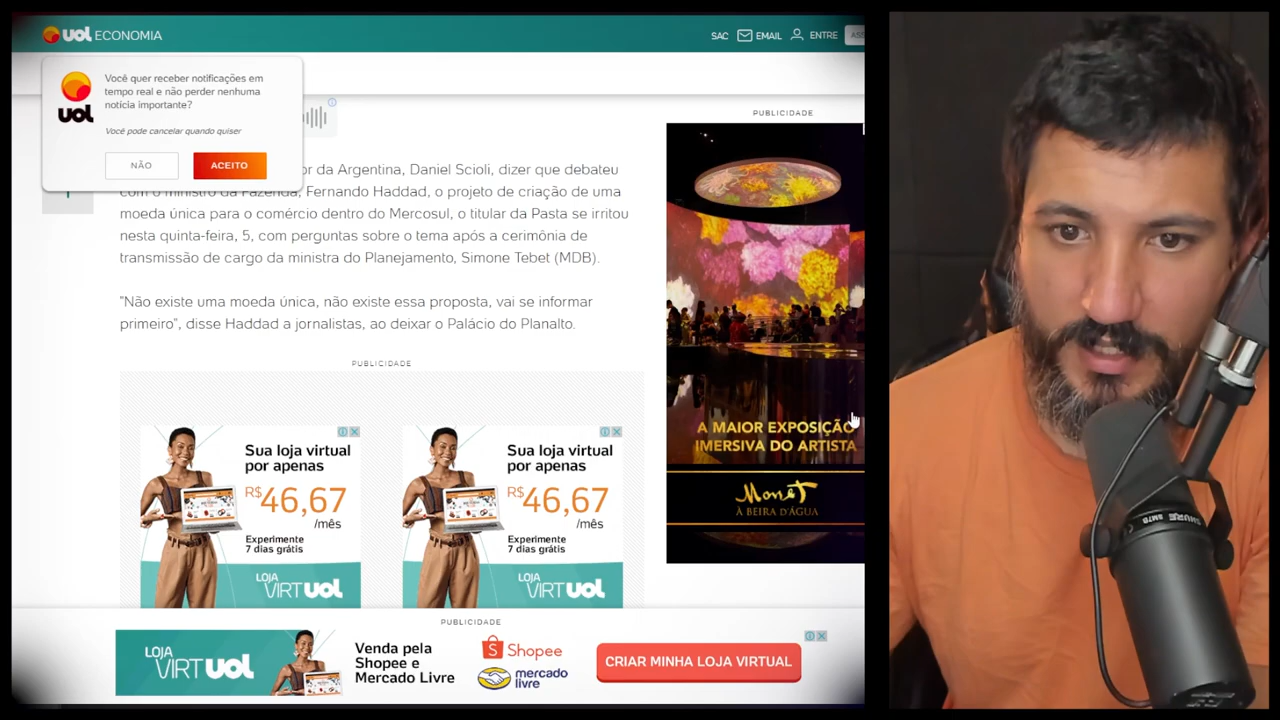 uol ECONOMIA
SAC EMAIL ENTRE
Você quer receber notificações em
tempo real e não perder nenhuma
notícia importante?
Você pode cancelar quando quiser
NÃO ACEITO
uol
or da Argentina, Daniel Scioli, dizer que debateu
com o ministro da Fazenda, Fernando Haddad, o projeto de criação de uma
moeda única para o comércio dentro do Mercosul, o titular da Pasta se irritou
nesta quinta-feira, 5, com perguntas sobre o tema após a cerimônia de
transmissão de cargo da ministra do Planejamento, Simone Tebet (MDB).
"Não existe uma moeda única, não existe essa proposta, vai se informar
primeiro", disse Haddad a jornalistas, ao deixar o Palácio do Planalto.
PUBLICIDADE
A MAIOR EXPOSIÇÃO
IMERSIVA DO ARTISTA
Monet
À BEIRA D'ÁGUA
PUBLICIDADE
Sua loja virtual
por apenas
R$46,67
/mês
Experimente
7 dias grátis
LOJA
VIRTUOL
Sua loja virtual
por apenas
R$46,67
/mês
Experimente
7 dias grátis
LOJA
VIRTUOL
PUBLICIDADE
LOJA
VIRTUOL
Venda pela
Shopee e
Mercado Livre
Shopee
mercado
livre
CRIAR MINHA LOJA VIRTUAL
SHURE SM7B